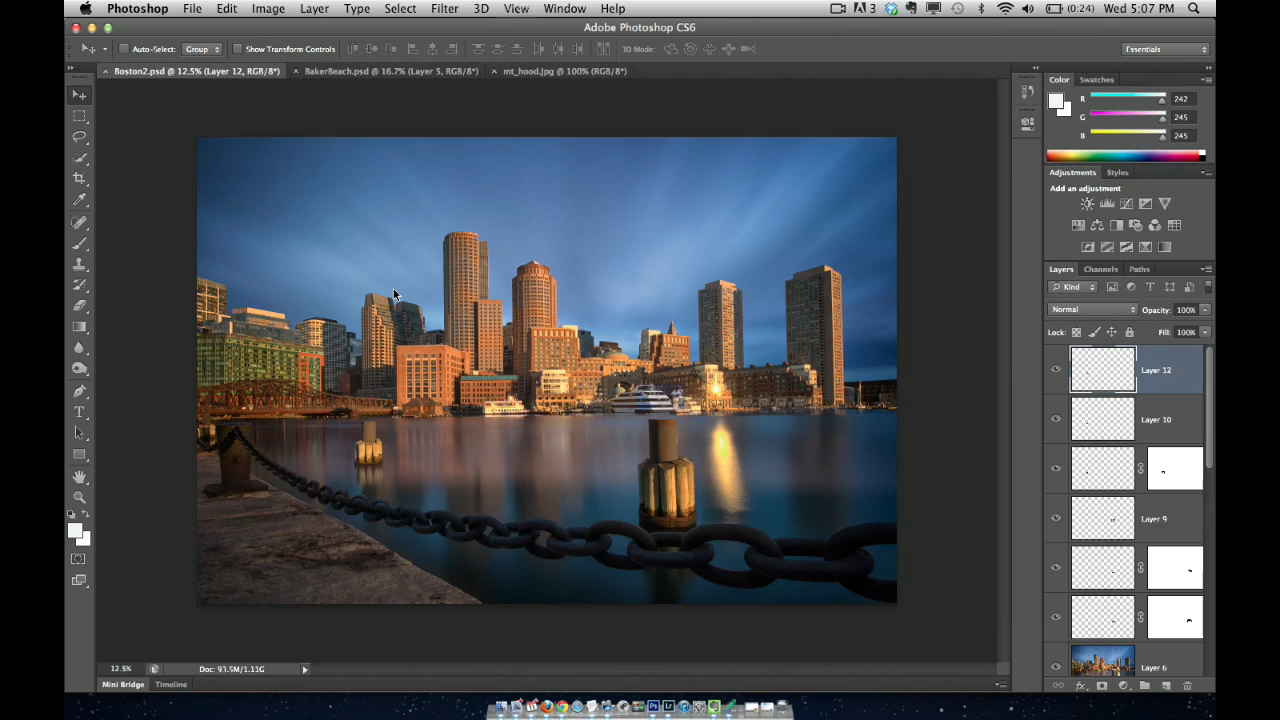 Photoshop File Edit Image Layer Type Select Filter 3D View Window Help 3 (0:24) Wed 5:07 PM
Adobe Photoshop CS6
Auto-Select: Group Show Transform Controls 3D Mode: Essentials
Boston2.psd @ 12.5% (Layer 12, RGB/8*) BakerBeach.psd @ 16.7% (Layer 5, RGB/8*) mt_hood.jpg @ 100% (RGB/8*)
Color Swatches
R 242
G 245
B 245
Adjustments Styles
Add an adjustment
Layers Channels Paths
Kind
Normal Opacity: 100%
Lock: Fill: 100%
Layer 12
Layer 10
Layer 9
Layer 6
12.5% Doc: 93.5M/1.11G
Mini Bridge Timeline